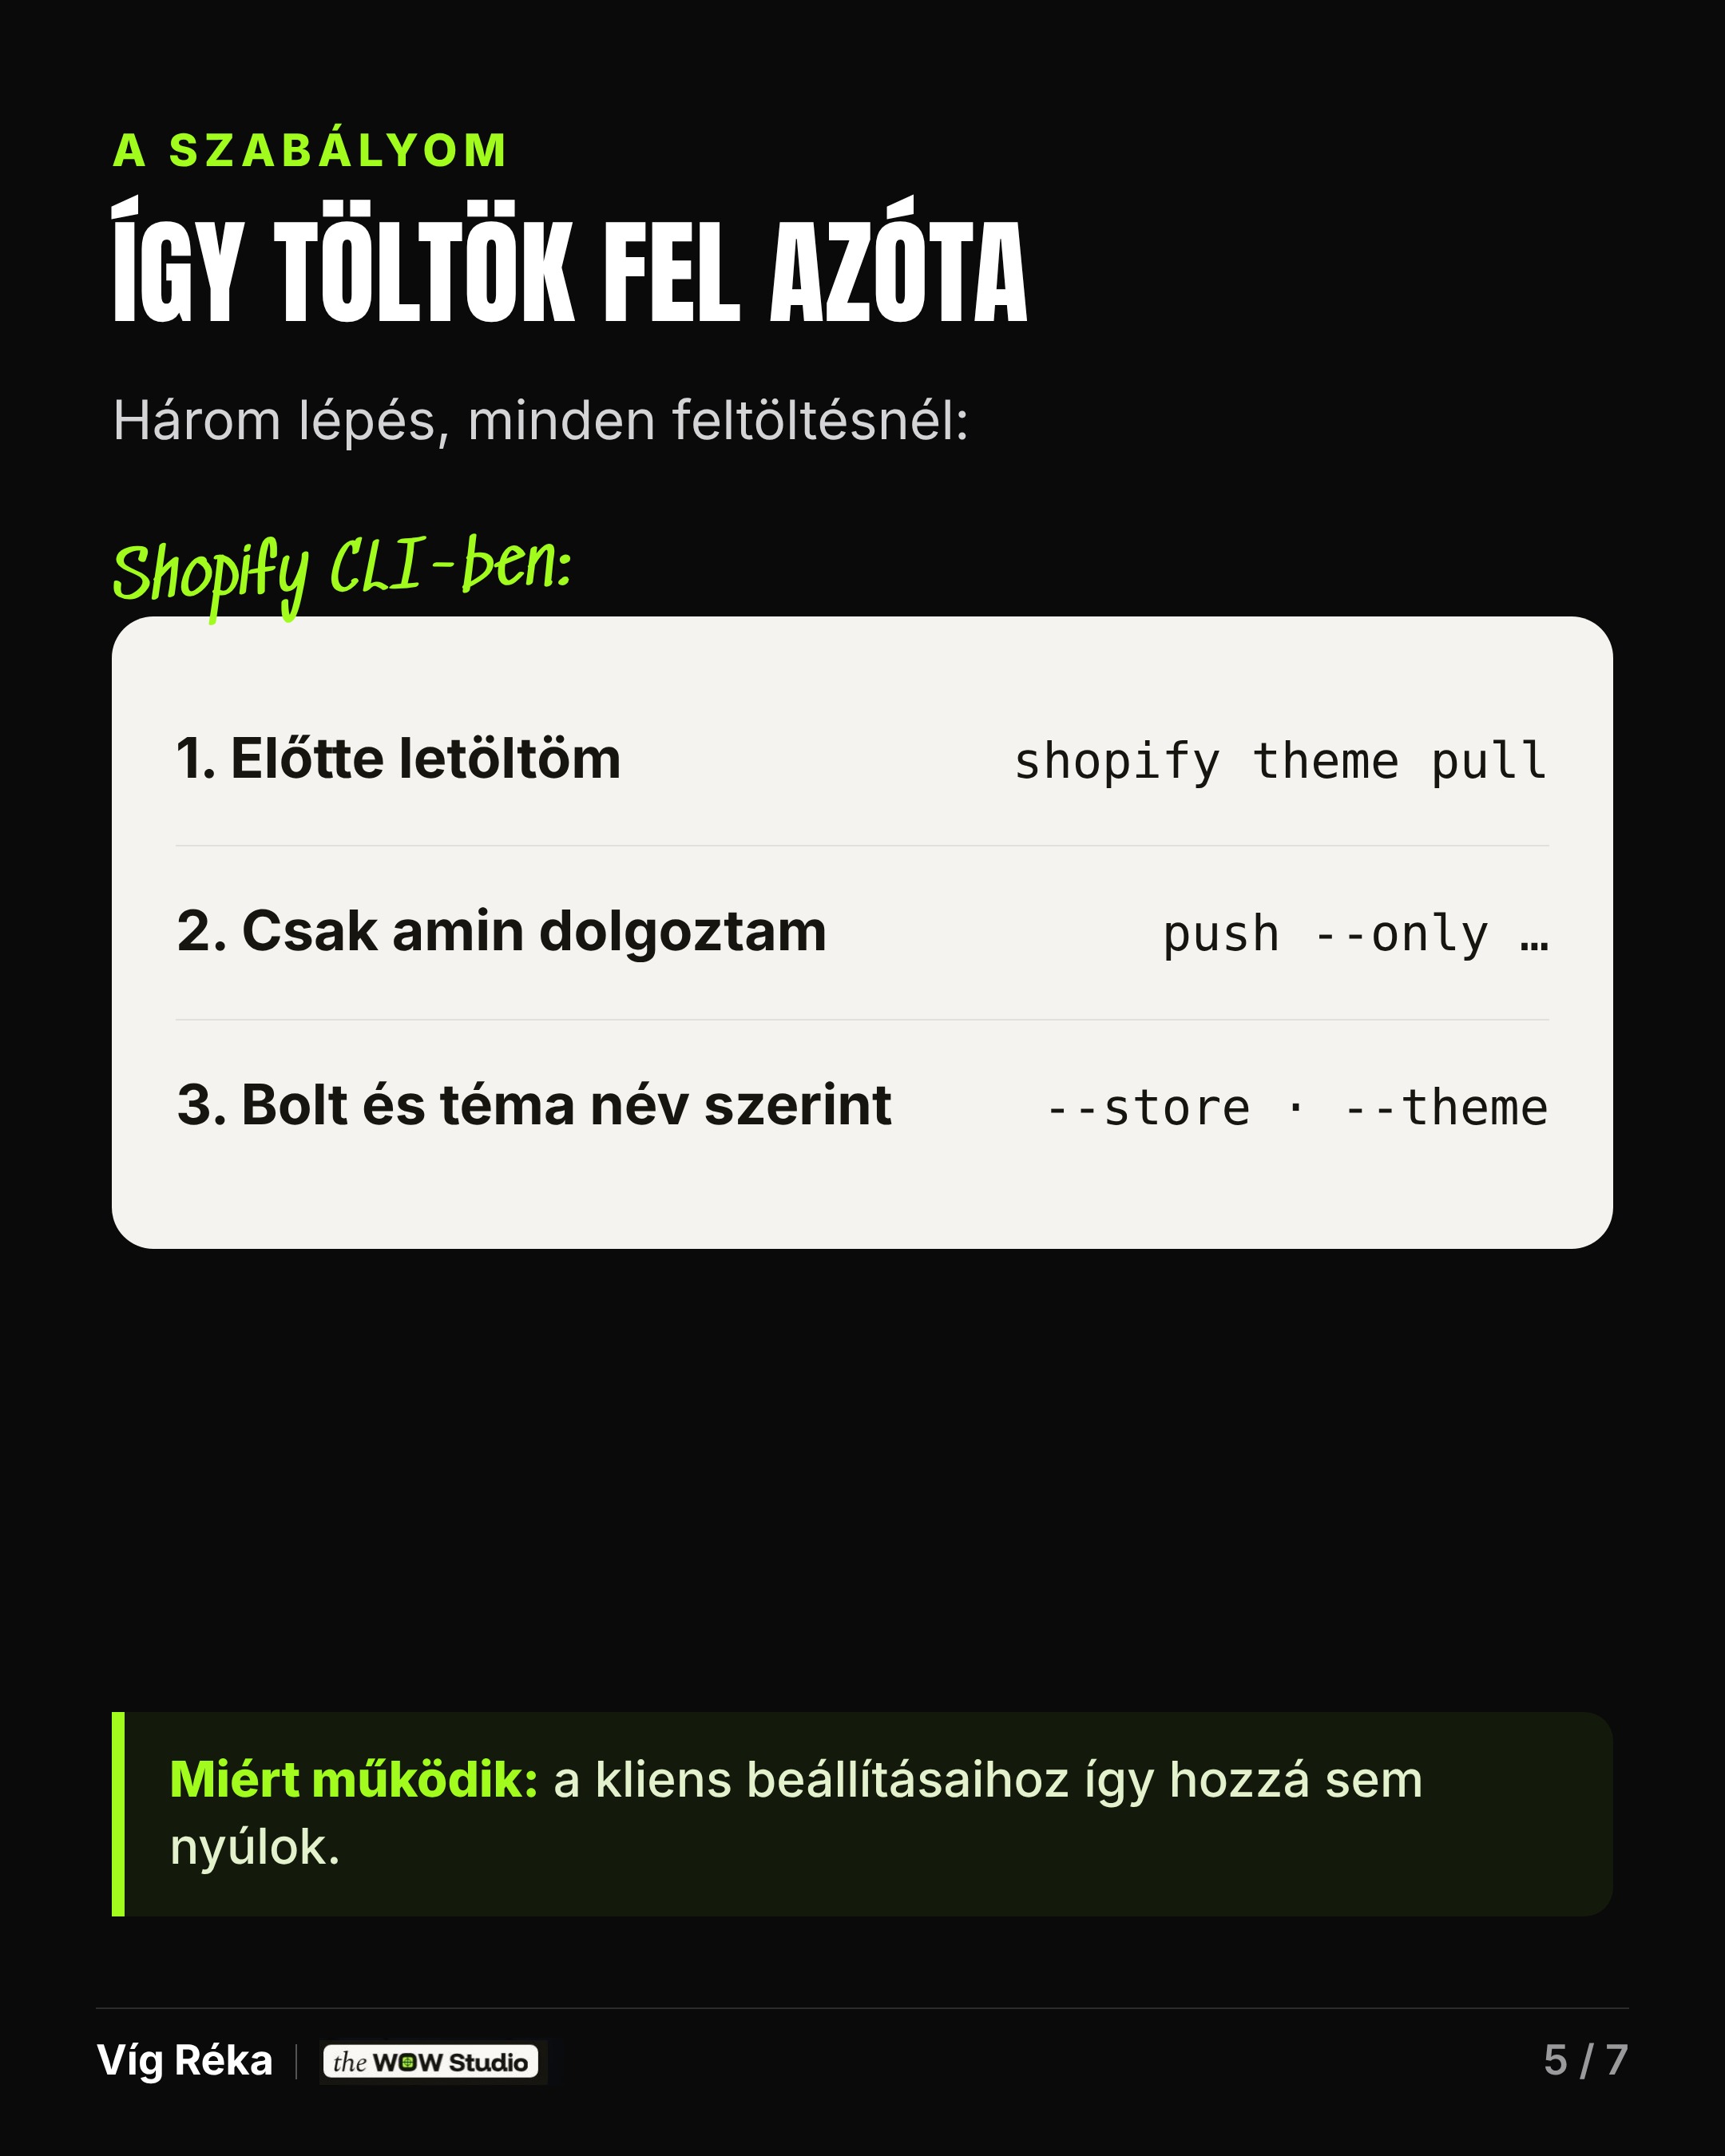 A SZABÁLYOM
ÍGY TÖLTÖK FEL AZÓTA
Három lépés, minden feltöltésnél:
Shopify CLI-ben:
1. Előtte letöltöm shopify theme pull
2. Csak amin dolgoztam push --only …
3. Bolt és téma név szerint --store · --theme
Miért működik: a kliens beállításaihoz így hozzá sem
nyúlok.
Víg Réka the WOW Studio 5 / 7